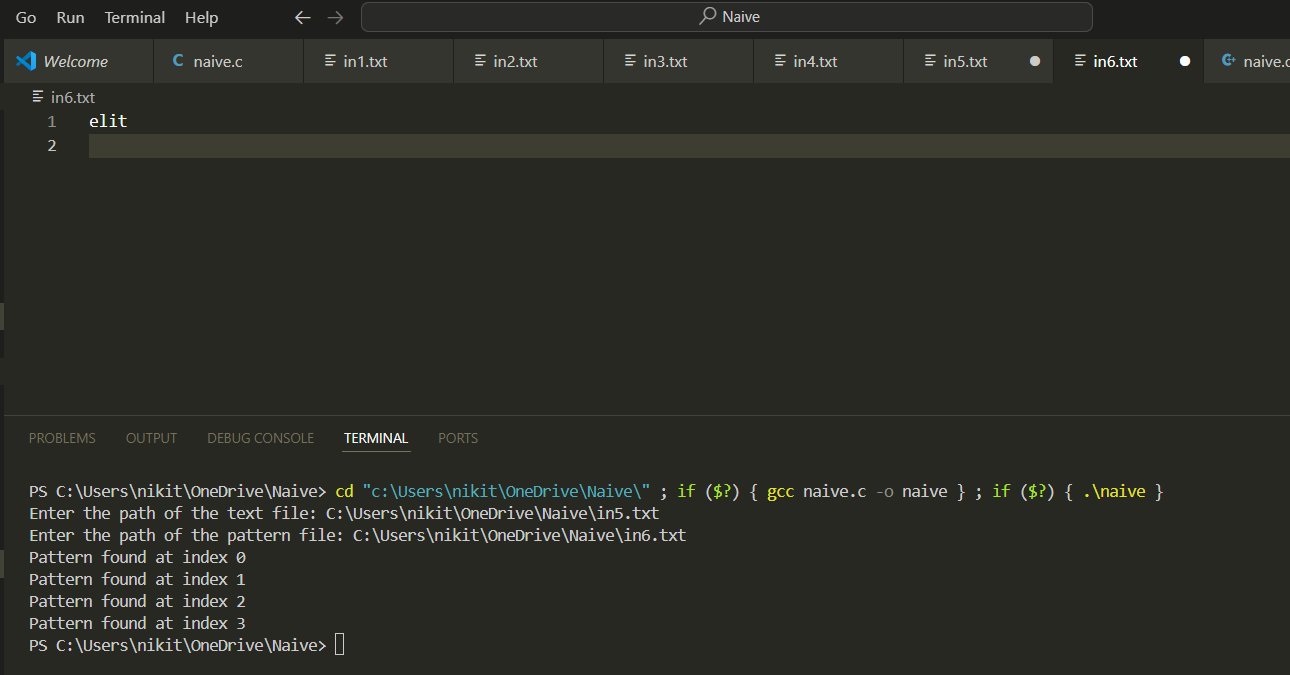 Go Run Terminal Help Naive
Welcome naive.c in1.txt in2.txt in3.txt in4.txt in5.txt in6.txt naive.c
in6.txt
1 elit
2
PROBLEMS OUTPUT DEBUG CONSOLE TERMINAL PORTS
PS C:\Users\nikit\OneDrive\Naive> cd "c:\Users\nikit\OneDrive\Naive\" ; if ($?) { gcc naive.c -o naive } ; if ($?) { .\naive }
Enter the path of the text file: C:\Users\nikit\OneDrive\Naive\in5.txt
Enter the path of the pattern file: C:\Users\nikit\OneDrive\Naive\in6.txt
Pattern found at index 0
Pattern found at index 1
Pattern found at index 2
Pattern found at index 3
PS C:\Users\nikit\OneDrive\Naive>